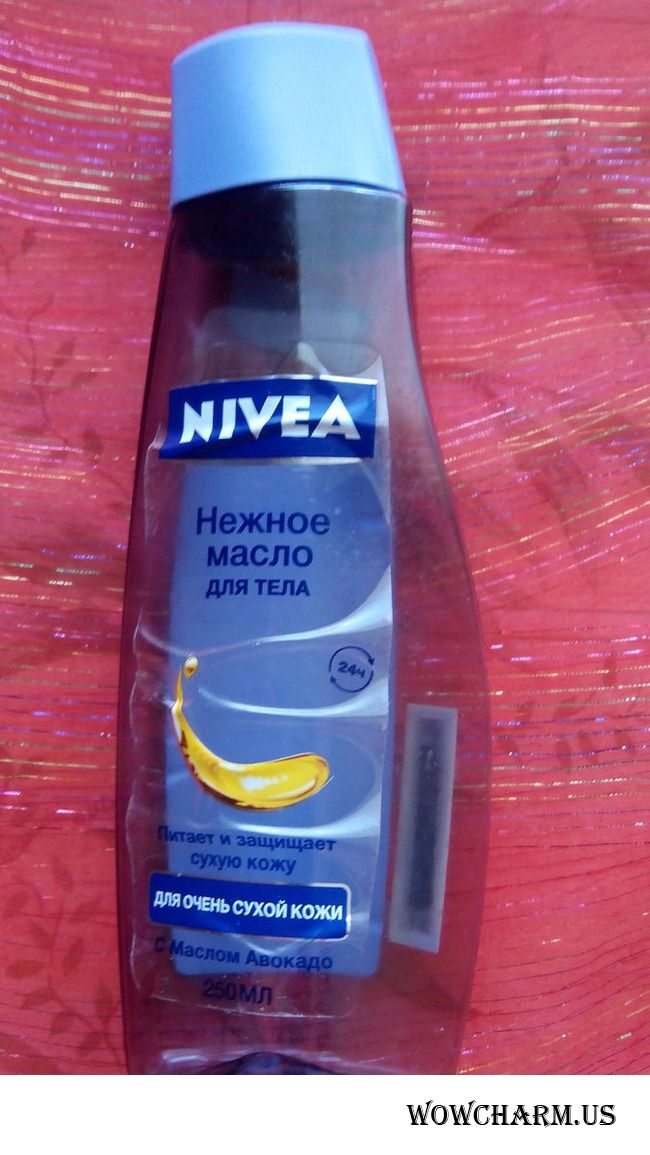 NIVEA
Нежное
масло
для тела
24ч
Питает и защищает
сухую кожу
ДЛЯ ОЧЕНЬ СУХОЙ КОЖИ
С Маслом Авокадо
250МЛ
WOWCHARM.US